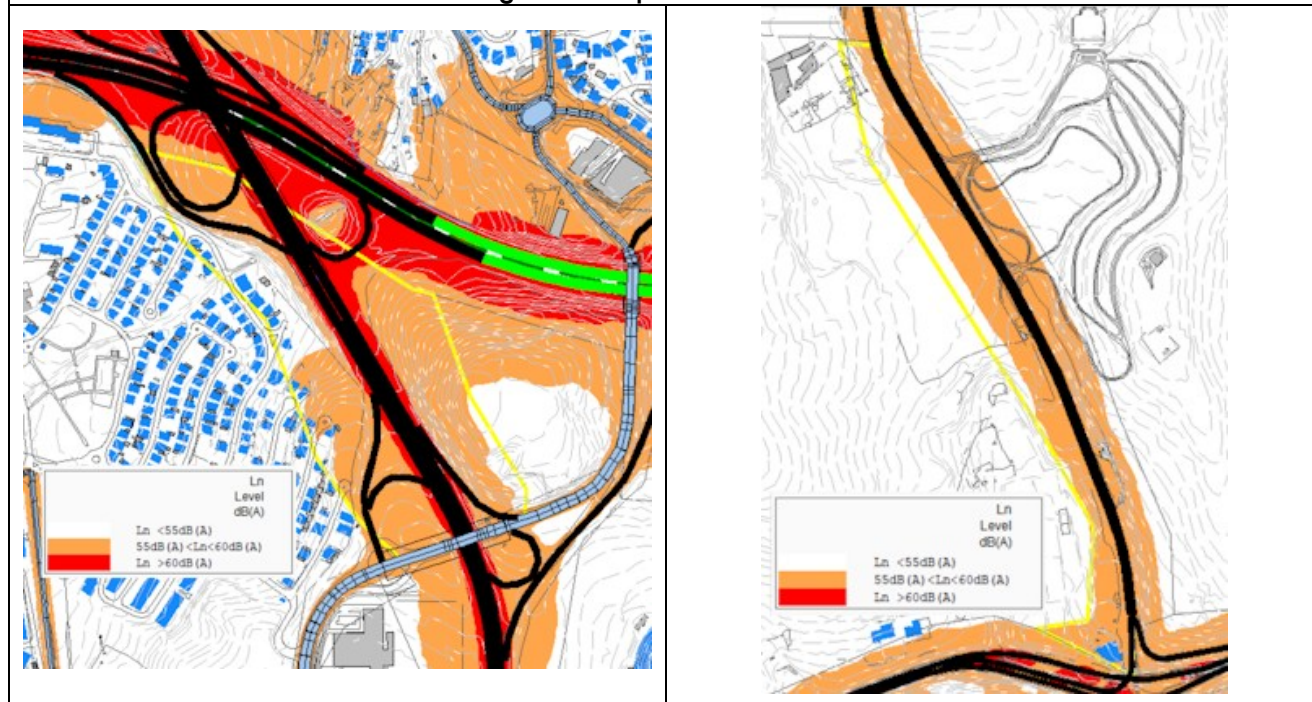 Ln
Level
dB(A)
Ln <55dB(A)
55dB(A)<Ln<60dB(A)
Ln >60dB(A)
Ln
Level
dB(A)
Ln <55dB(A)
55dB(A)<Ln<60dB(A)
Ln >60dB(A)